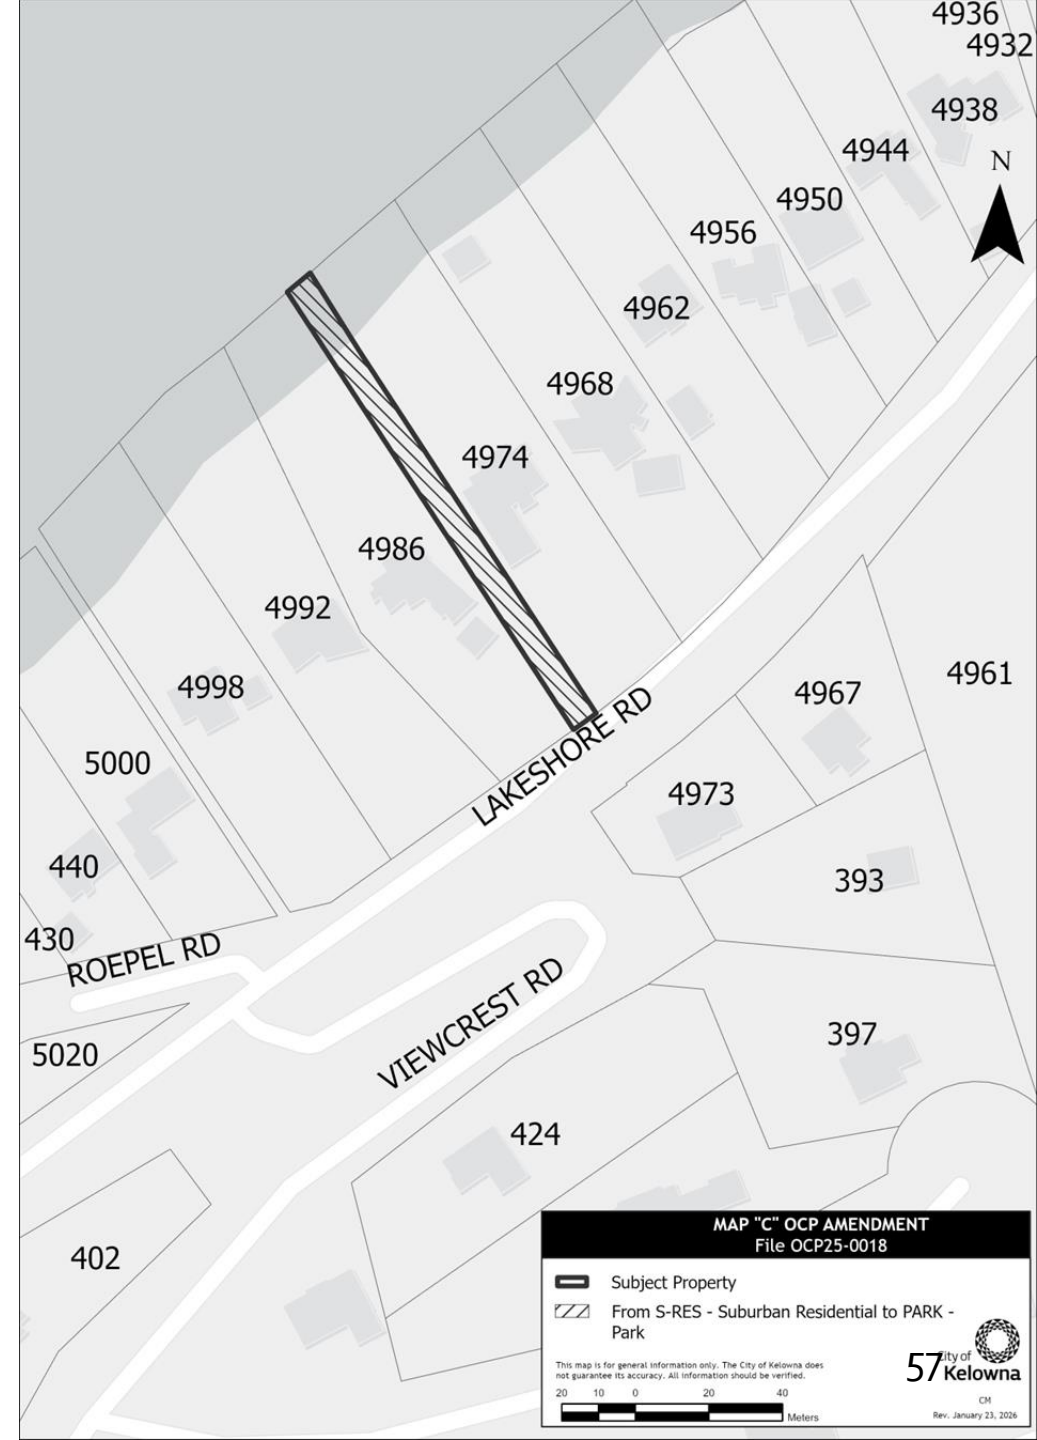 4936
4932
4938
4944
N
4950
4956
4962
4968
4974
4986
4992
4998
4961
4967
LAKESHORE RD
5000
4973
440
393
430
ROEPEL RD
VIEWCREST RD
397
5020
424
402
MAP "C" OCP AMENDMENT
File OCP25-0018
Subject Property
From S-RES - Suburban Residential to PARK -
Park
This map is for general information only. The City of Kelowna does
not guarantee its accuracy. All information should be verified.
20 10 0 20 40
Meters
57
City of
Kelowna
CM
Rev. January 23, 2026